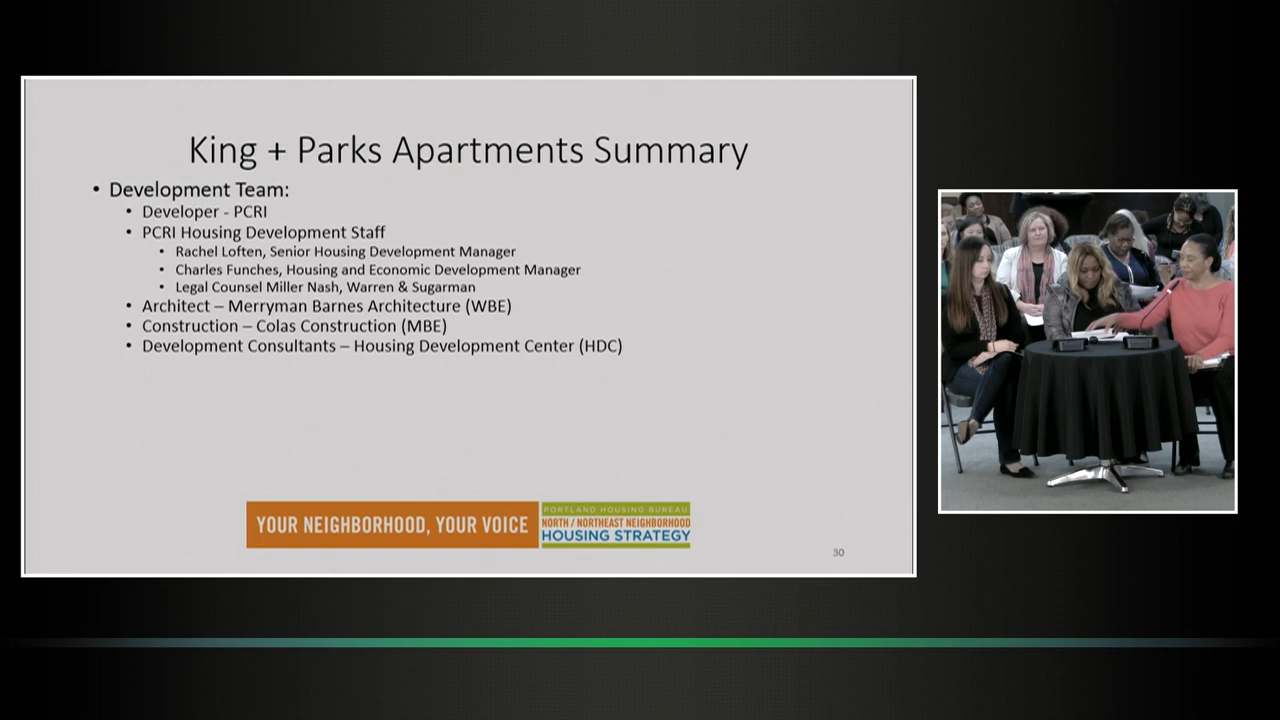 King + Parks Apartments Summary
• Development Team:
• Developer - PCRI
• PCRI Housing Development Staff
• Rachel Loften, Senior Housing Development Manager
• Charles Funches, Housing and Economic Development Manager
• Legal Counsel Miller Nash, Warren & Sugarman
• Architect – Merryman Barnes Architecture (WBE)
• Construction – Colas Construction (MBE)
• Development Consultants – Housing Development Center (HDC)
YOUR NEIGHBORHOOD, YOUR VOICE
PORTLAND HOUSING BUREAU
NORTH / NORTHEAST NEIGHBORHOOD
HOUSING STRATEGY
30